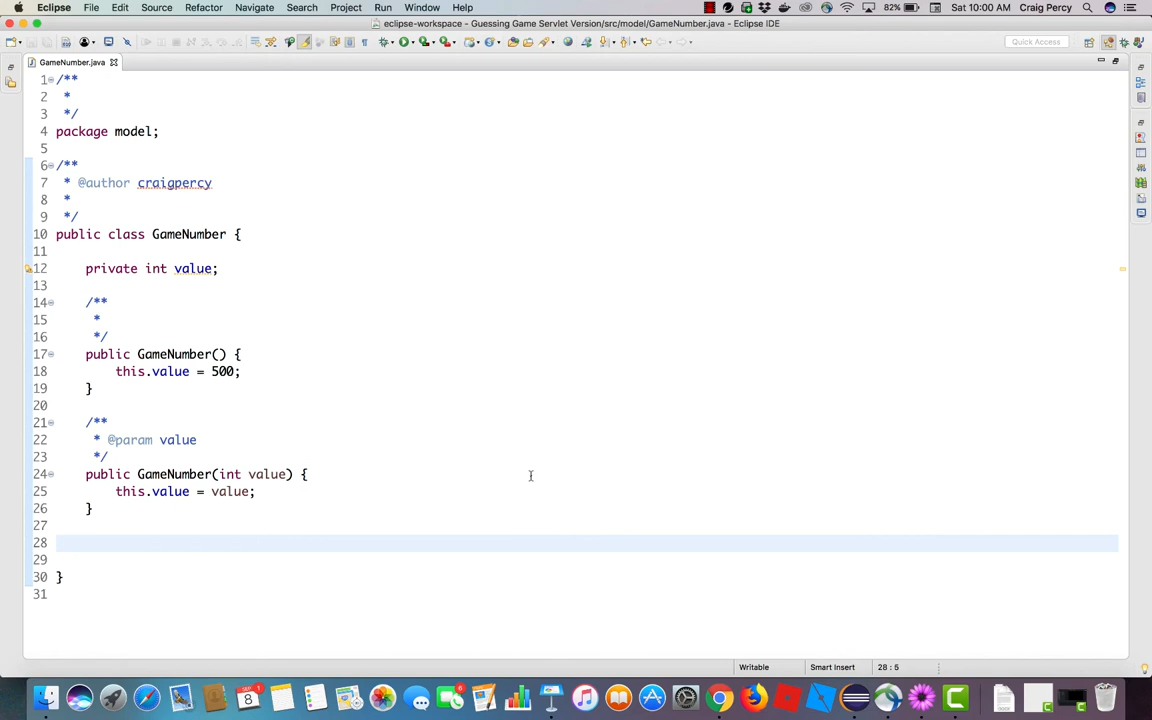 Eclipse File Edit Source Refactor Navigate Search Project Run Window Help 82% Sat 10:00 AM Craig Percy
eclipse-workspace - Guessing Game Servlet Version/src/model/GameNumber.java - Eclipse IDE
Quick Access
GameNumber.java
1 /**
2 *
3 */
4 package model;
5
6 /**
7 * @author craigpercy
8 *
9 */
10 public class GameNumber {
11
12 private int value;
13
14 /**
15 *
16 */
17 public GameNumber() {
18 this.value = 500;
19 }
20
21 /**
22 * @param value
23 */
24 public GameNumber(int value) {
25 this.value = value;
26 }
27
28
29
30 }
31
Writable Smart Insert 28 : 5